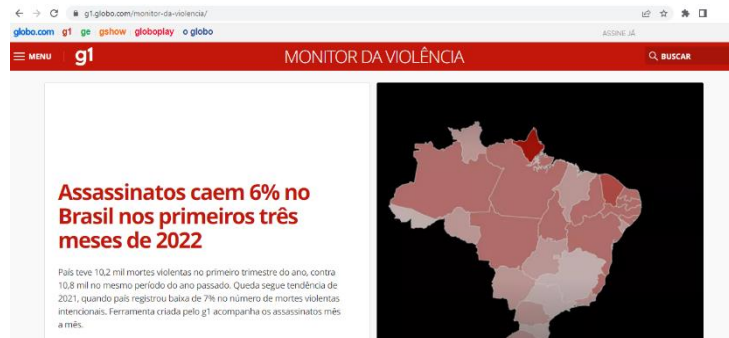 g1.globo.com/monitor-da-violencia/
globo.com g1 ge gshow globoplay o globo
ASSINE JÁ
MENU g1 MONITOR DA VIOLÊNCIA BUSCAR
Assassinatos caem 6% no
Brasil nos primeiros três
meses de 2022
País teve 10,2 mil mortes violentas no primeiro trimestre do ano, contra
10,8 mil no mesmo período do ano passado. Queda segue tendência de
2021, quando país registrou baixa de 7% no número de mortes violentas
intencionais. Ferramenta criada pelo g1 acompanha os assassinatos mês
a mês.